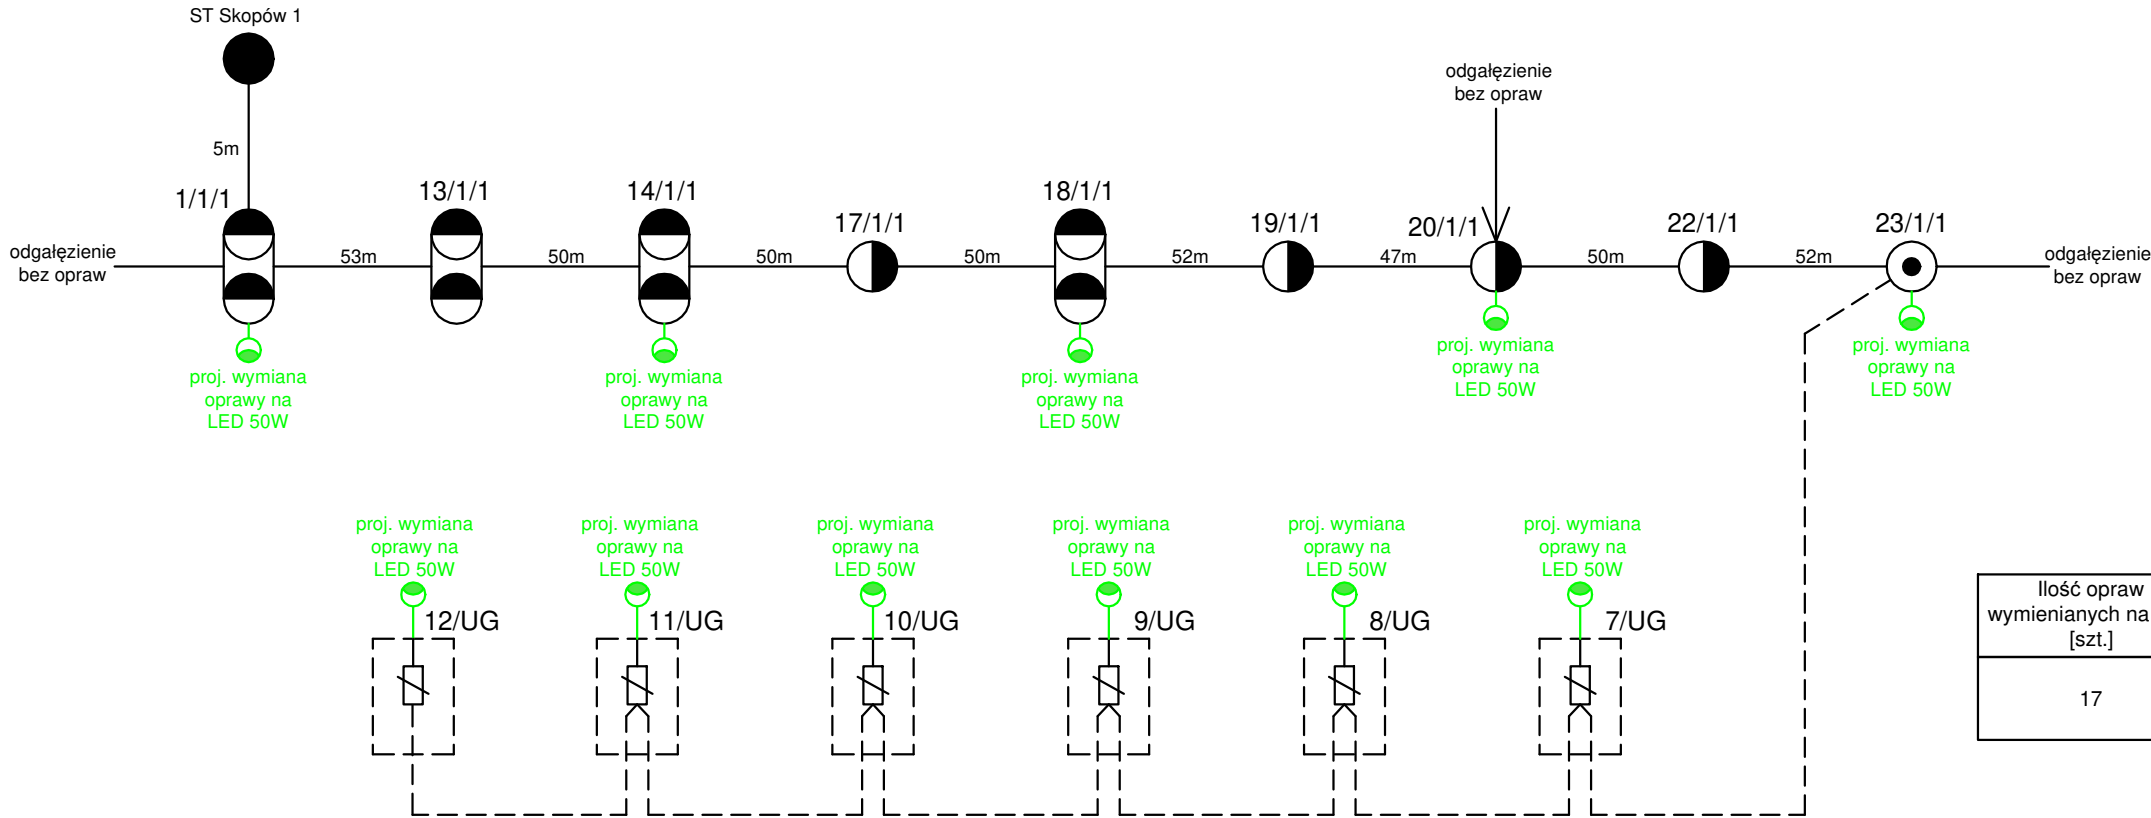 ST Skopów 1
5m
odgałęzienie
bez opraw
1/1/1
13/1/1
14/1/1
17/1/1
18/1/1
19/1/1
20/1/1
22/1/1
23/1/1
odgałęzienie
bez opraw
odgałęzienie
bez opraw
53m
50m
50m
50m
52m
47m
50m
52m
proj. wymiana
oprawy na
LED 50W
proj. wymiana
oprawy na
LED 50W
proj. wymiana
oprawy na
LED 50W
proj. wymiana
oprawy na
LED 50W
proj. wymiana
oprawy na
LED 50W
proj. wymiana
oprawy na
LED 50W
12/UG
proj. wymiana
oprawy na
LED 50W
11/UG
proj. wymiana
oprawy na
LED 50W
10/UG
proj. wymiana
oprawy na
LED 50W
9/UG
proj. wymiana
oprawy na
LED 50W
8/UG
proj. wymiana
oprawy na
LED 50W
7/UG
Ilość opraw
wymienianych na
[szt.]
17